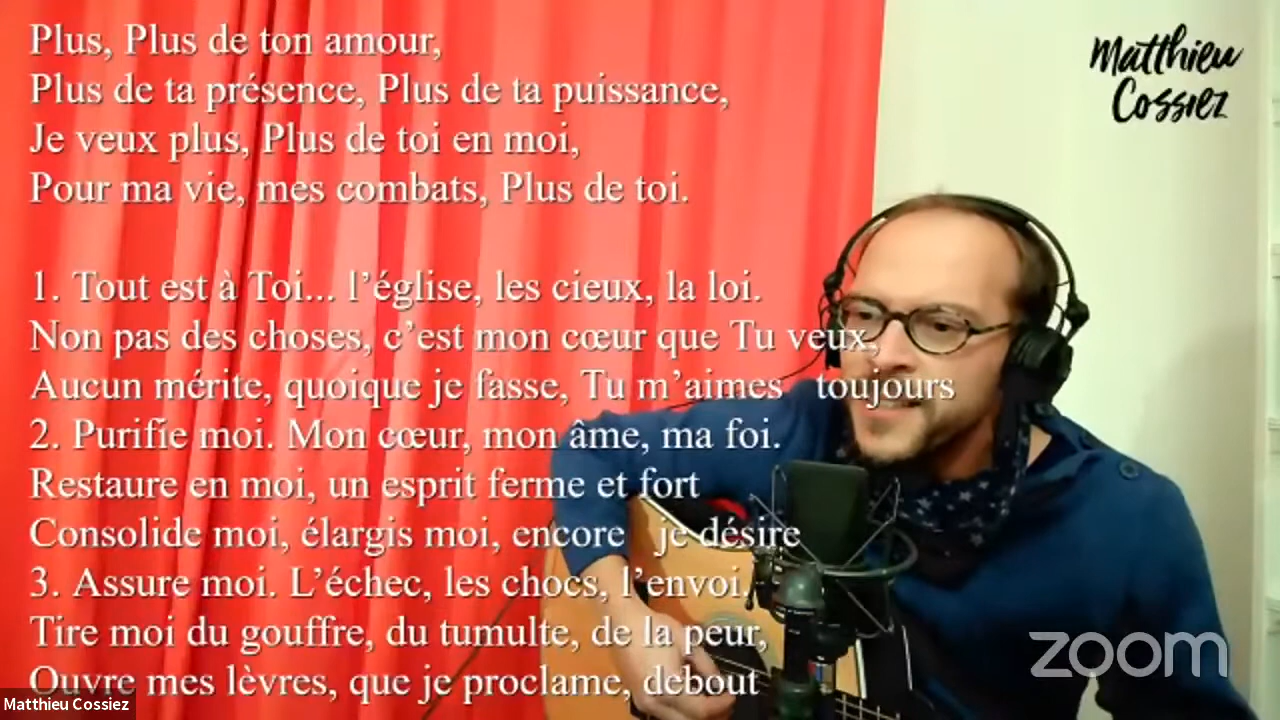 Plus, Plus de ton amour,
Plus de ta présence, Plus de ta puissance,
Je veux plus, Plus de toi en moi,
Pour ma vie, mes combats, Plus de toi.
1. Tout est à Toi... l’église, les cieux, la loi.
Non pas des choses, c’est mon cœur que Tu veux,
Aucun mérite, quoique je fasse, Tu m’aimes toujours
2. Purifie moi. Mon cœur, mon âme, ma foi.
Restaure en moi, un esprit ferme et fort
Consolide moi, élargis moi, encore je désire
3. Assure moi. L’échec, les chocs, l’envoi.
Tire moi du gouffre, du tumulte, de la peur,
Ouvre mes lèvres, que je proclame, debout
Matthieu
Cossiez
zoom
Matthieu Cossiez